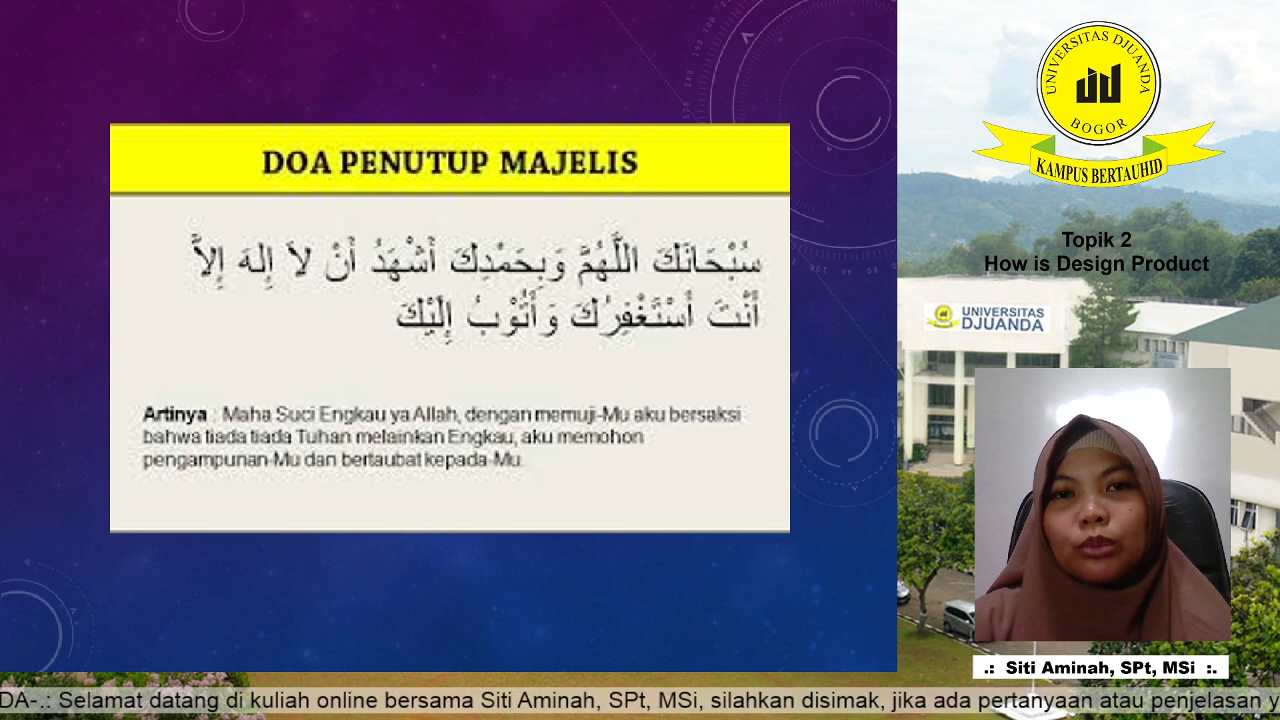 DOA PENUTUP MAJELIS
سُبْحَانَكَ اللَّهُمَّ وَبِحَمْدِكَ أَشْهَدُ أَنْ لاَ إِلهَ إِلاَّ
أَنْتَ أَسْتَغْفِرُكَ وَأَتُوْبُ إِلَيْكَ
Artinya : Maha Suci Engkau ya Allah, dengan memuji-Mu aku bersaksi
bahwa tiada tiada Tuhan melainkan Engkau, aku memohon
pengampunan-Mu dan bertaubat kepada-Mu.
UNIVERSITAS DJUANDA
BOGOR
KAMPUS BERTAUHID
Topik 2
How is Design Product
UNIVERSITAS
DJUANDA
.: Siti Aminah, SPt, MSi :.
DA-.: Selamat datang di kuliah online bersama Siti Aminah, SPt, MSi, silahkan disimak, jika ada pertanyaan atau penjelasan y